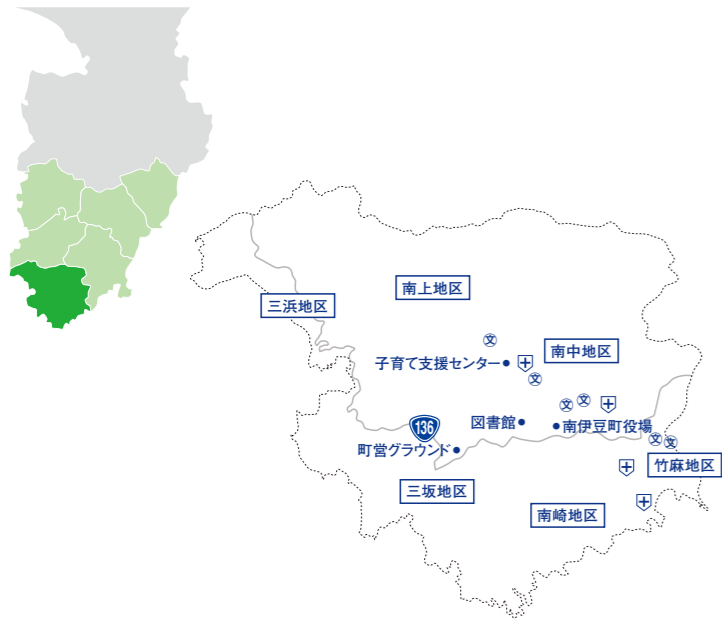 南上地区
三浜地区
文
南中地区
子育て支援センター
文
文
文
136
図書館
南伊豆町役場
町営グラウンド
文
文
竹麻地区
三坂地区
南崎地区